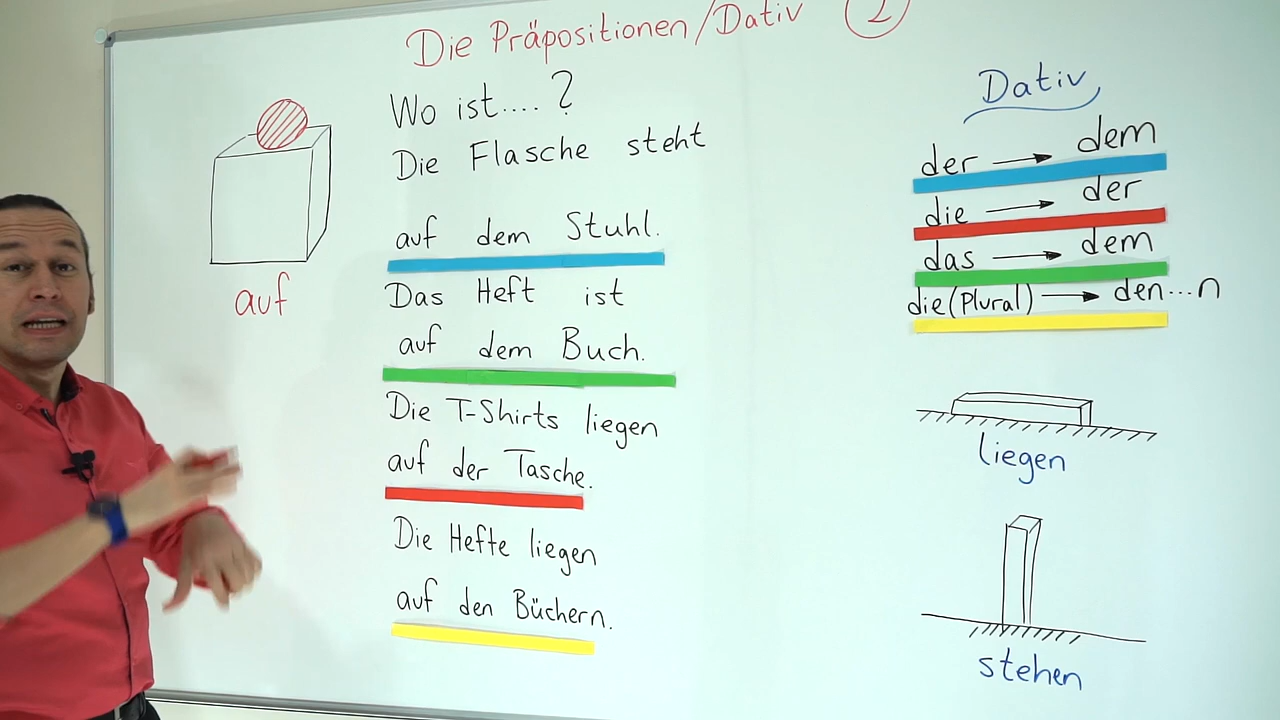 Die Präpositionen/Dativ 2
Wo ist....?
Die Flasche steht
auf dem Stuhl.
Das Heft ist
auf dem Buch.
Die T-Shirts liegen
auf der Tasche.
Die Hefte liegen
auf den Büchern.
auf
Dativ
der → dem
die → der
das → dem
die (Plural) → den...n
liegen
stehen